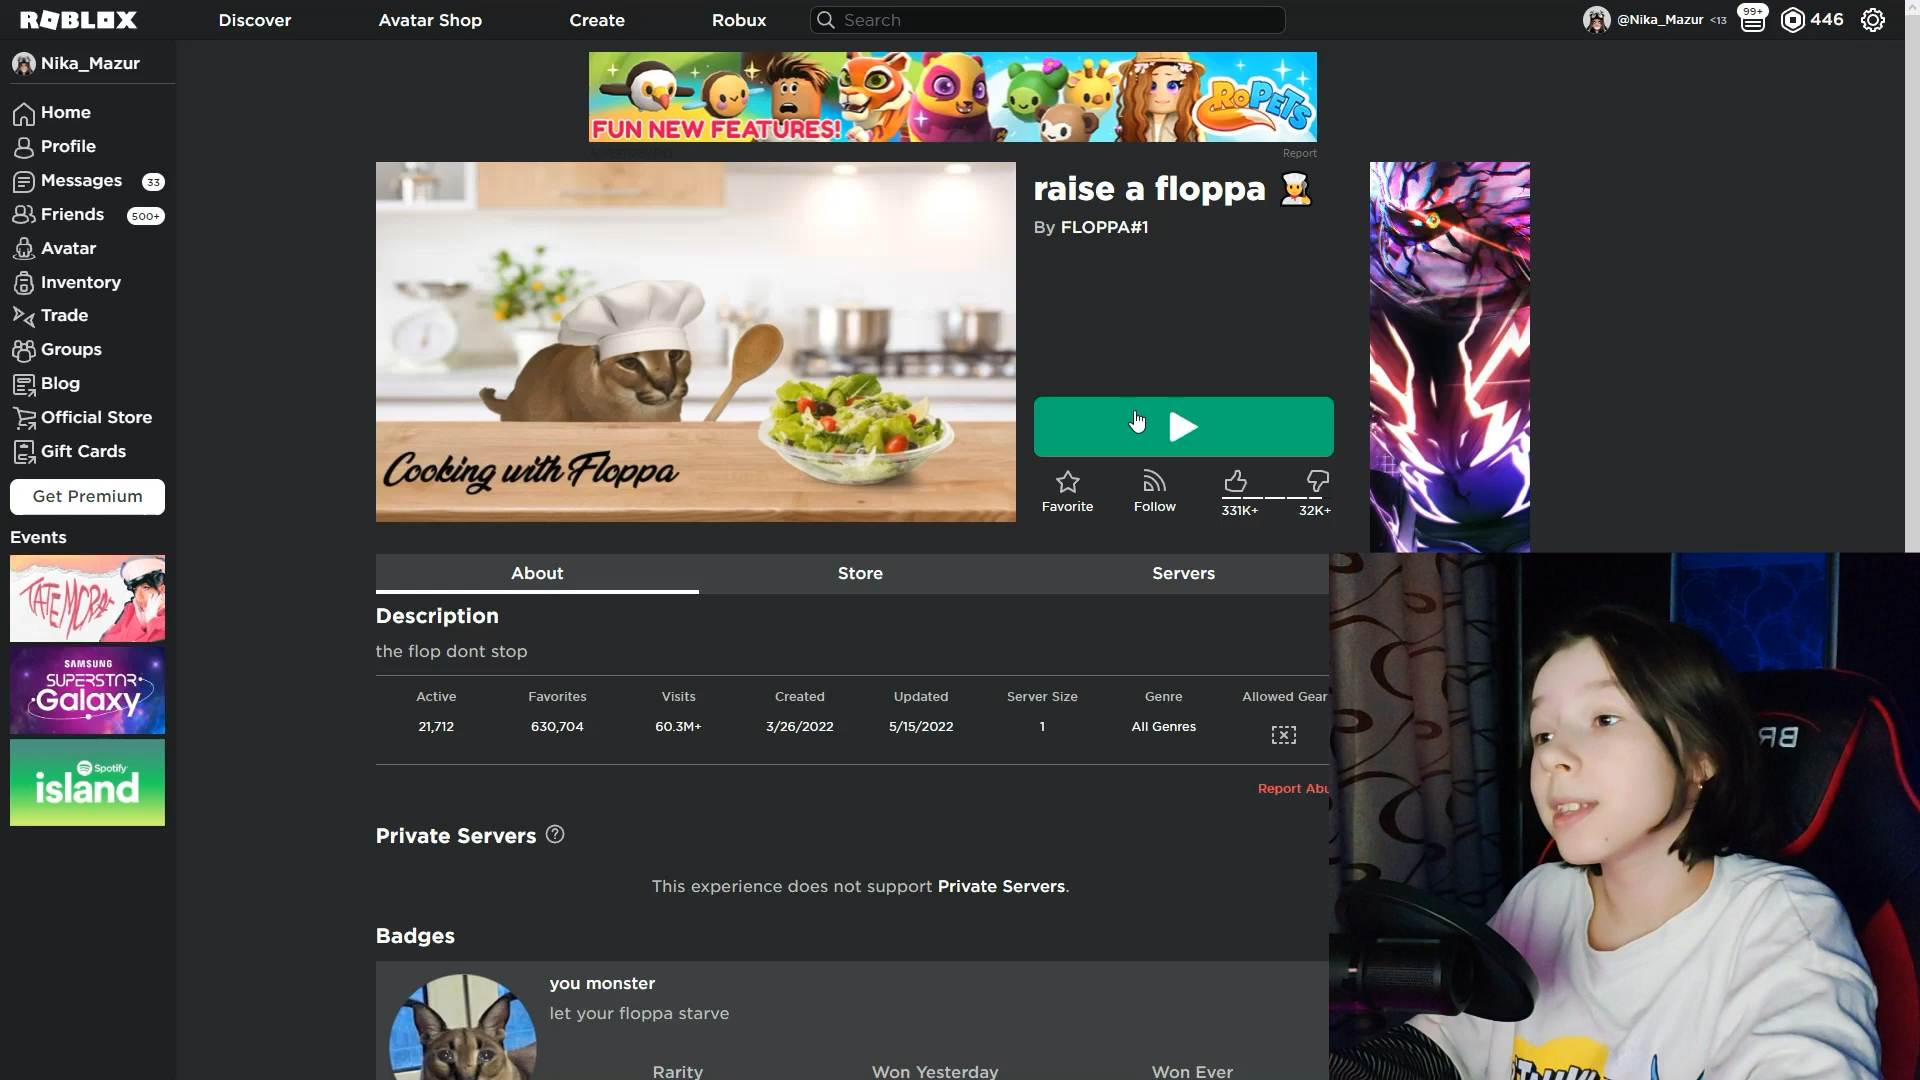 ROBLOX
Discover
Avatar Shop
Create
Robux
Search
@Nika_Mazur <13
99+
446
Nika_Mazur
Home
Profile
Messages 33
Friends 500+
Avatar
Inventory
Trade
Groups
Blog
Official Store
Gift Cards
Get Premium
Events
TATE MCRAE
SAMSUNG
SUPERSTAR
Galaxy
Spotify
island
FUN NEW FEATURES!
ROPETS
Report
Cooking with Floppa
raise a floppa
By FLOPPA#1
Favorite
Follow
331K+
32K+
About
Store
Servers
Description
the flop dont stop
Active
Favorites
Visits
Created
Updated
Server Size
Genre
Allowed Gear
21,712
630,704
60.3M+
3/26/2022
5/15/2022
1
All Genres
Report Abu
Private Servers
This experience does not support Private Servers.
Badges
you monster
let your floppa starve
Rarity
Won Yesterday
Won Ever